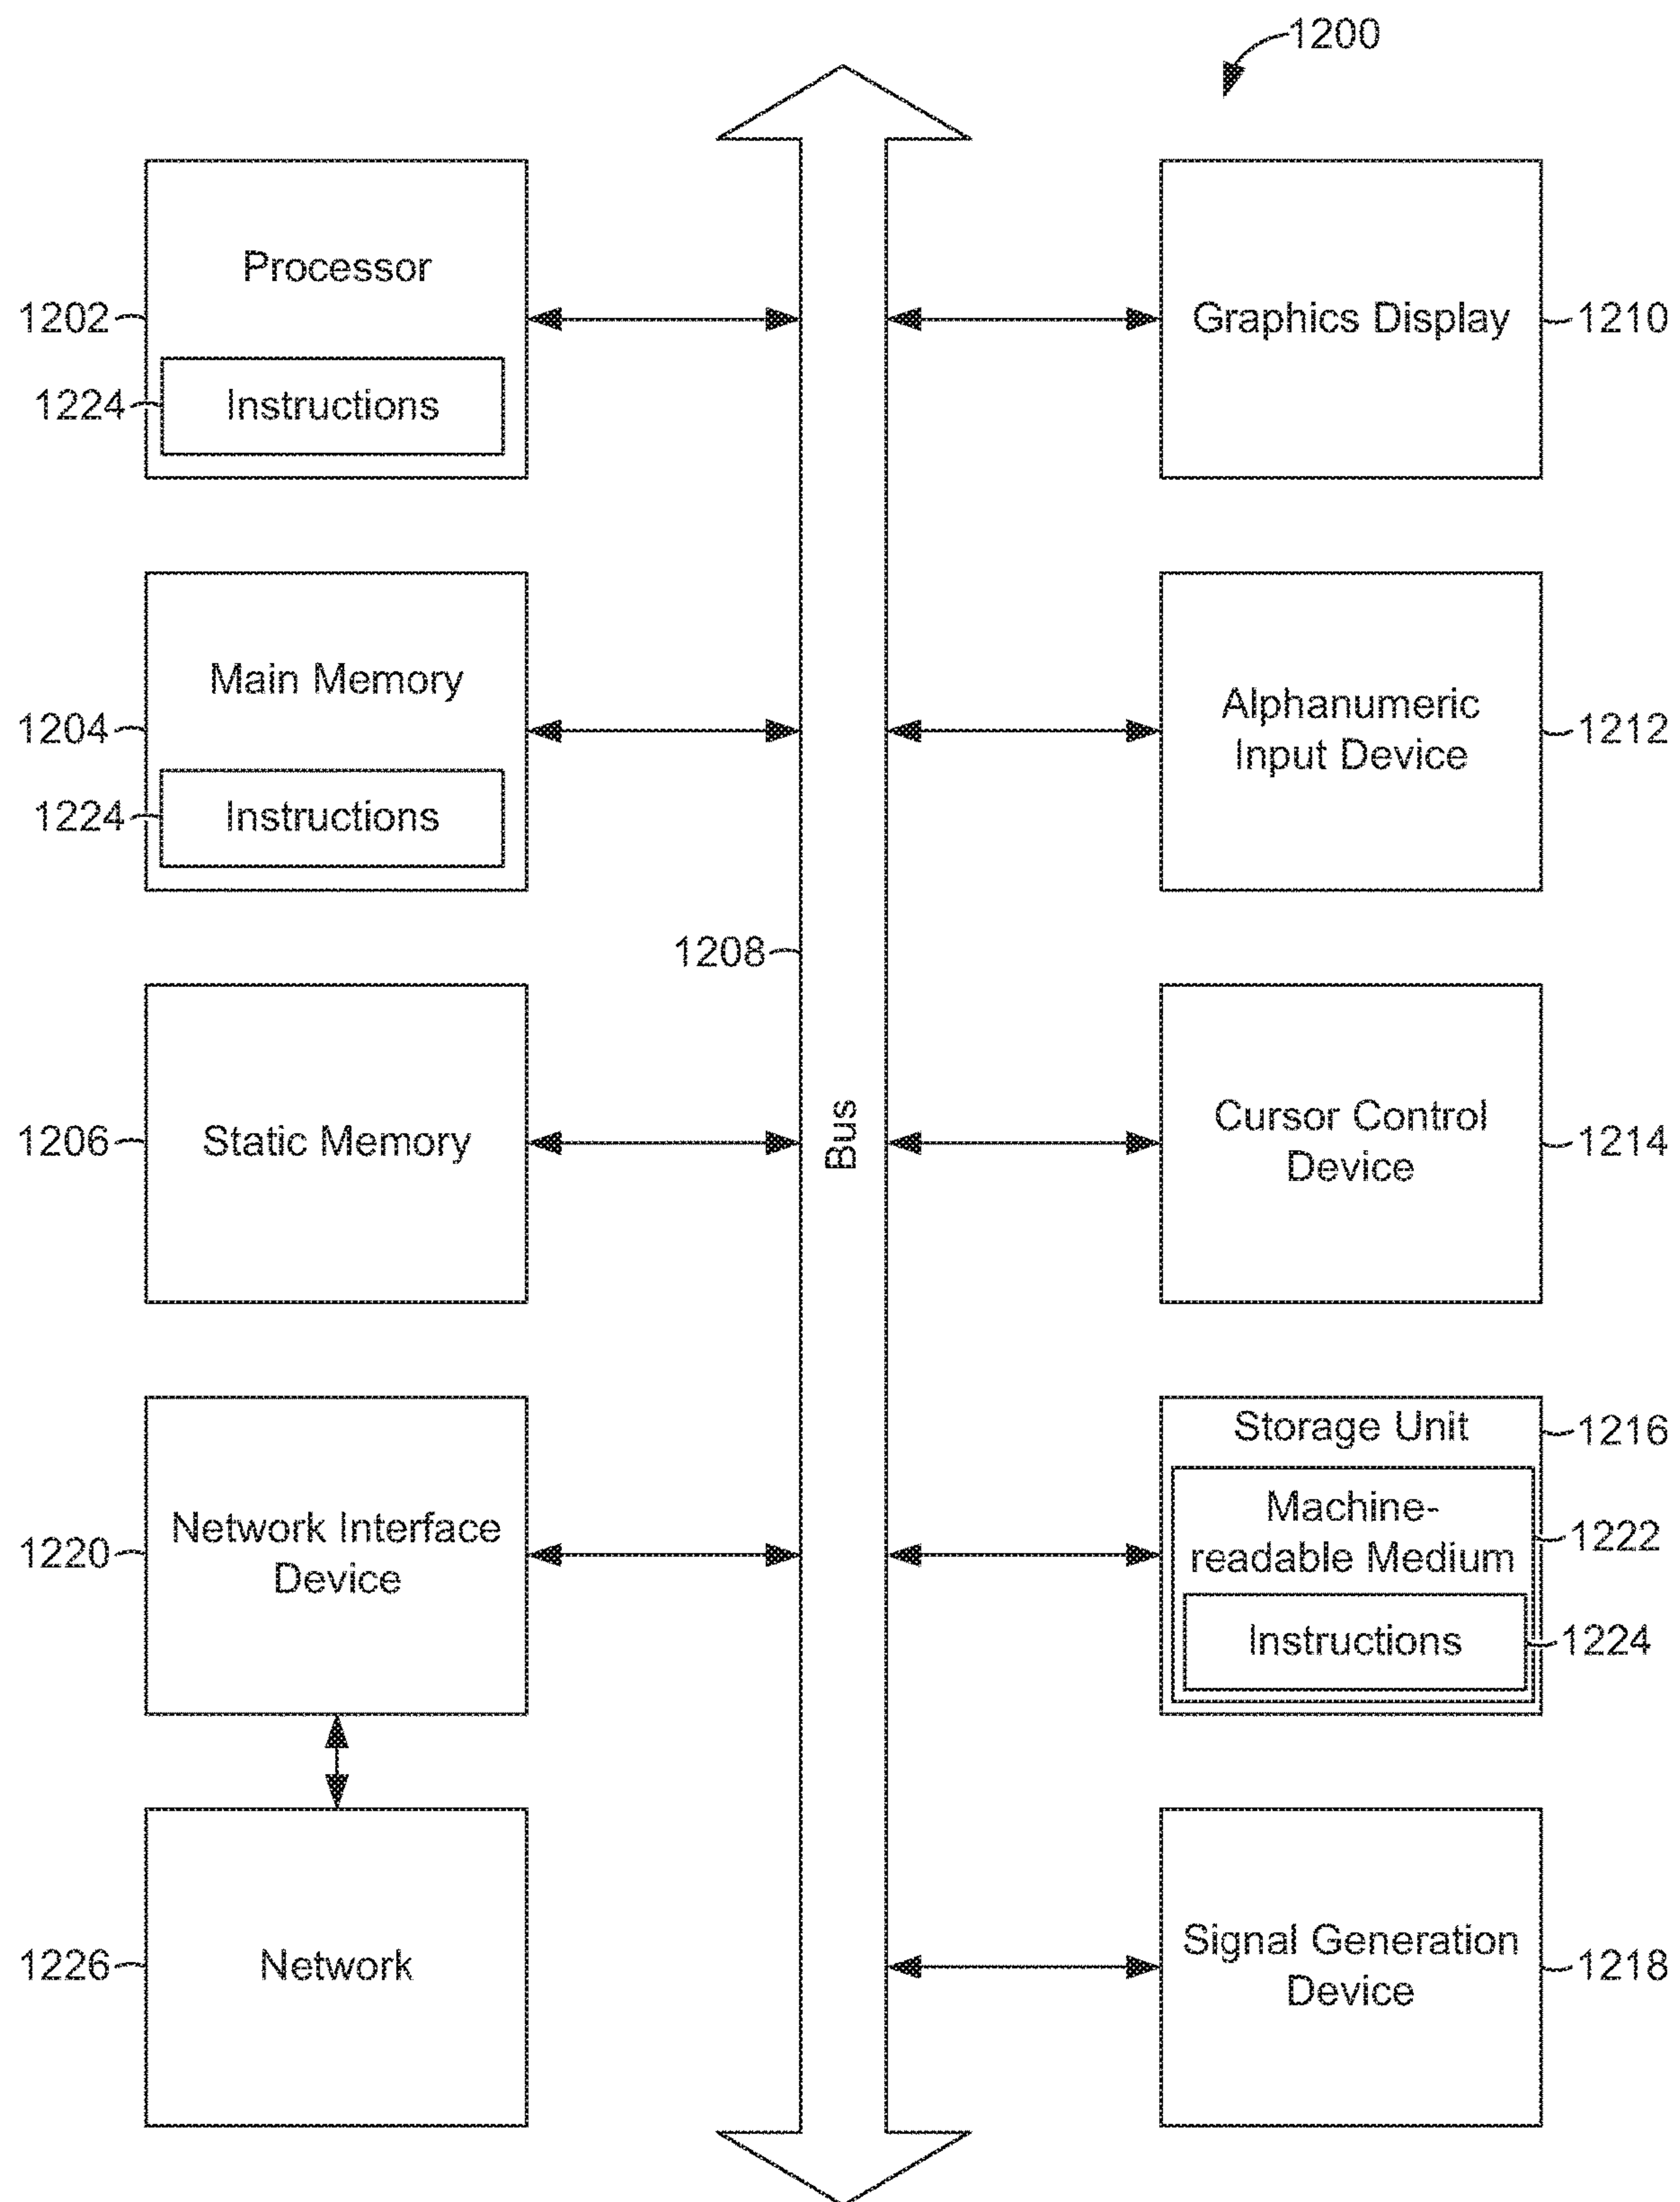 1200
Processor
1202
1224
Instructions
Graphics Display
1210
Main Memory
1204
1224
Instructions
Alphanumeric
Input Device
1212
1208
Bus
Static Memory
1206
Cursor Control
Device
1214
Network Interface
Device
1220
Storage Unit
1216
Machine-
readable Medium
1222
Instructions
1224
Network
1226
Signal Generation
Device
1218